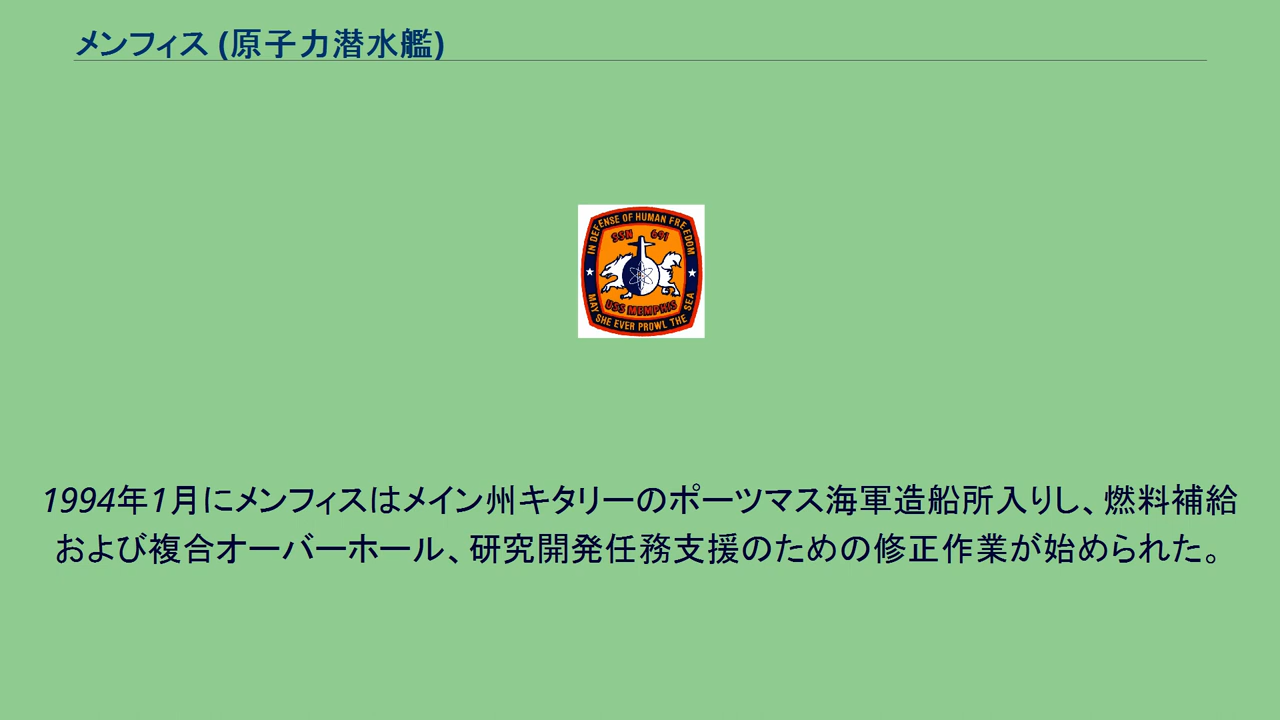 メンフィス (原子力潜水艦)
IN DEFENSE OF HUMAN FREEDOM
SSN 691
USS MEMPHIS
MAY SHE EVER PROWL THE SEA
1994年1月にメンフィスはメイン州キタリーのポーツマス海軍造船所入りし、燃料補給
および複合オーバーホール、研究開発任務支援のための修正作業が始められた。